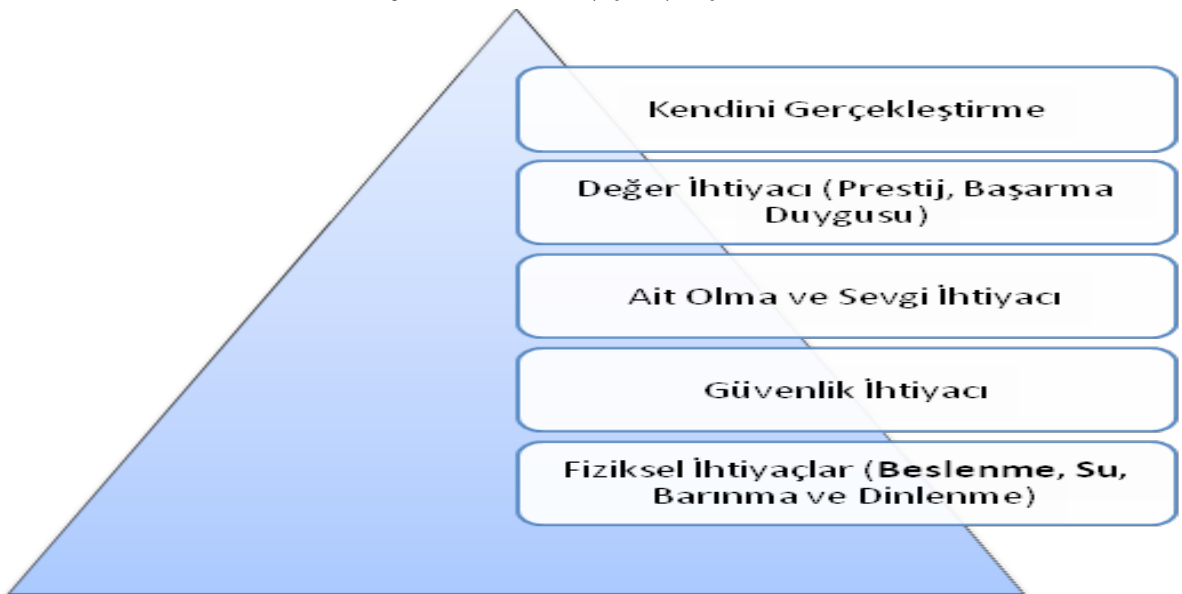 Kendini Gerçekleştirme
Değer İhtiyacı (Prestij, Başarma
Duygusu)
Ait Olma ve Sevgi İhtiyacı
Güvenlik İhtiyacı
Fiziksel İhtiyaçlar (Beslenme, Su,
Barınma ve Dinlenme)